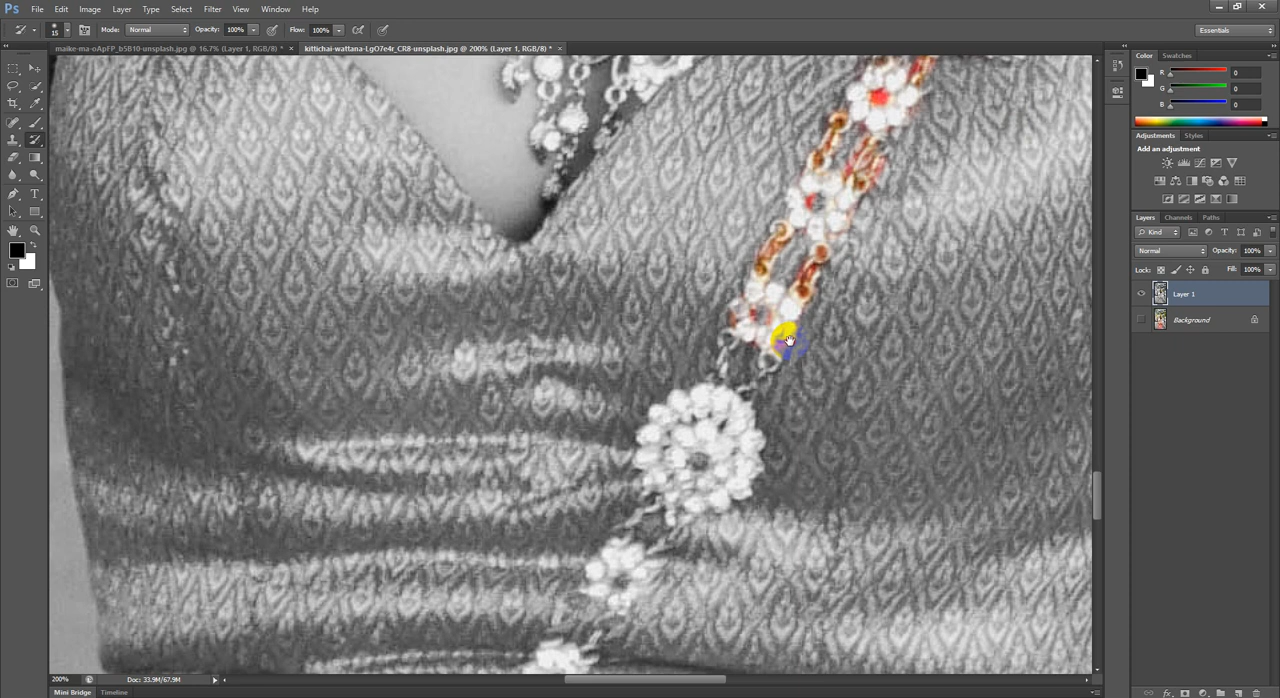 Ps File Edit Image Layer Type Select Filter View Window Help
15 Mode: Normal Opacity: 100% Flow: 100% Essentials
maike-ma-oApFP_b5B10-unsplash.jpg @ 16.7% (Layer 1, RGB/8) * × kittichai-wattana-LgO7e4r_CR8-unsplash.jpg @ 200% (Layer 1, RGB/8) * ×
Color Swatches
R 0
G 0
B 0
Adjustments Styles
Add an adjustment
Layers Channels Paths
Kind
Normal Opacity: 100%
Lock: Fill: 100%
Layer 1
Background
200% Doc: 33.9M/67.9M
Mini Bridge Timeline